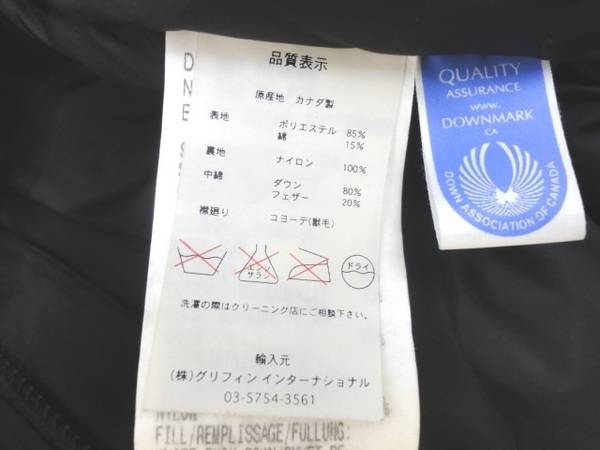 品質表示
原産地 カナダ製
表地 ポリエステル 85%
綿 15%
裏地 ナイロン 100%
中綿 ダウン 80%
フェザー 20%
襟廻り コヨーテ(獣毛)
エンソ サラシ ドライ
洗濯の際はクリーニング店にご相談下さい。
輸入元
(株)グリフィン インターナショナル
03-5754-3561
D
N
E
FILL/REMPLISSAGE/FULLUNG:
QUALITY
ASSURANCE
www.
DOWNMARK
.CA
DOWN ASSOCIATION OF CANADA